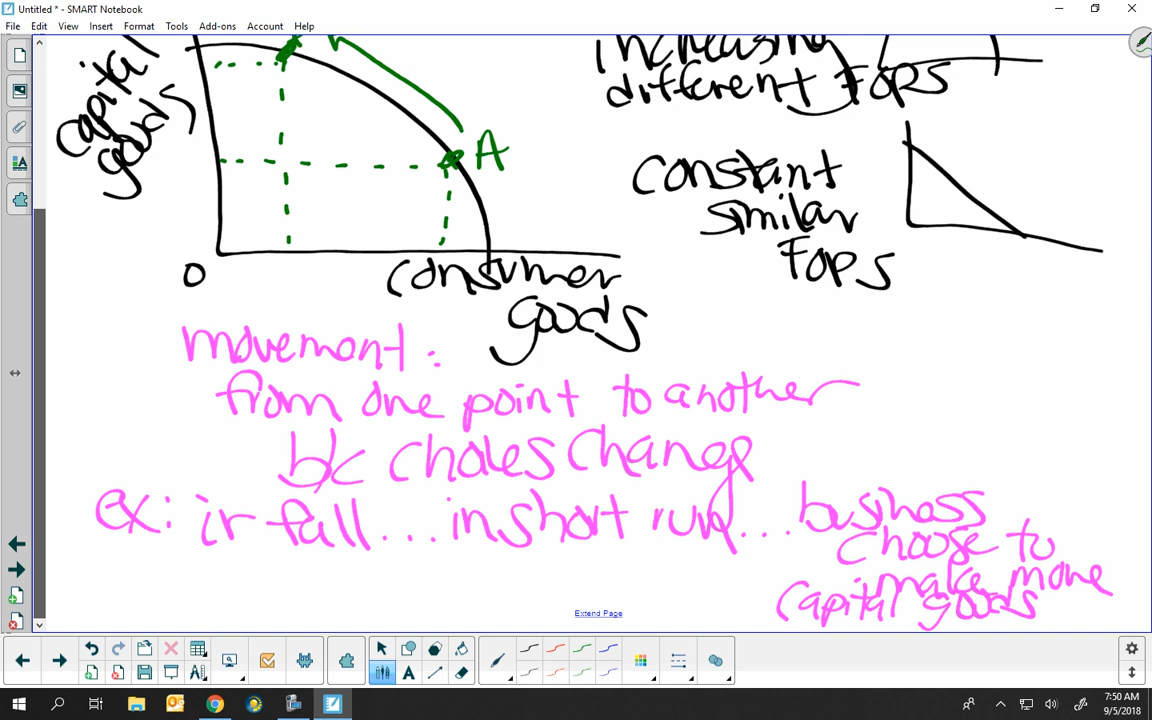 Untitled * - SMART Notebook
File Edit View Insert Format Tools Add-ons Account Help
capital
goods
A
0
consumer
goods
increasing
different FOPS
constant
similar
FOPS
movement:
from one point to another
b/c choies change
ex: ir fall... in short run... business
choose to
make more
capital goods
Extend Page
7:50 AM
9/5/2018